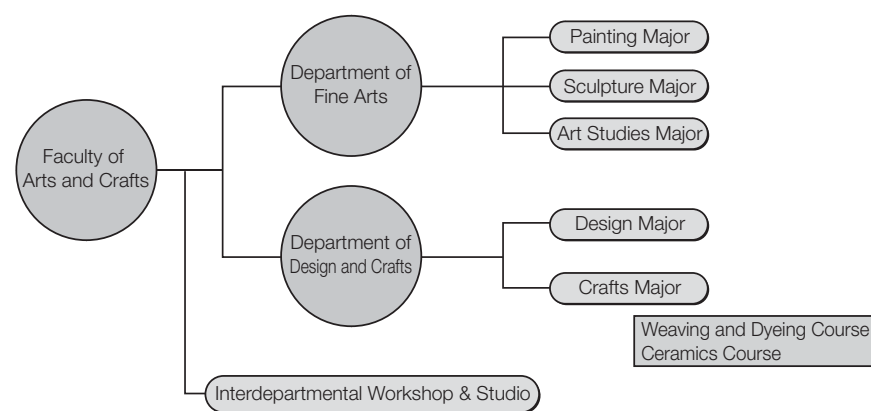 Faculty of
Arts and Crafts
Department of
Fine Arts
Painting Major
Sculpture Major
Art Studies Major
Department of
Design and Crafts
Design Major
Crafts Major
Weaving and Dyeing Course
Ceramics Course
Interdepartmental Workshop & Studio